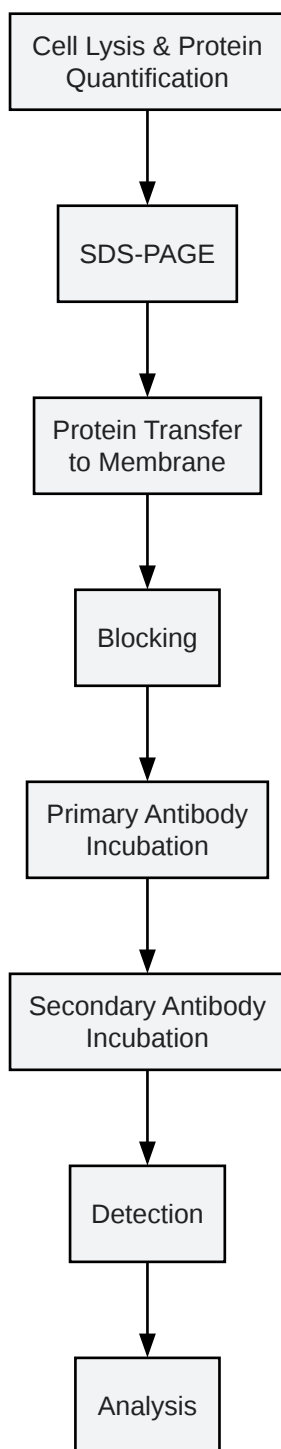 Cell Lysis & Protein
Quantification
SDS-PAGE
Protein Transfer
to Membrane
Blocking
Primary Antibody
Incubation
Secondary Antibody
Incubation
Detection
Analysis